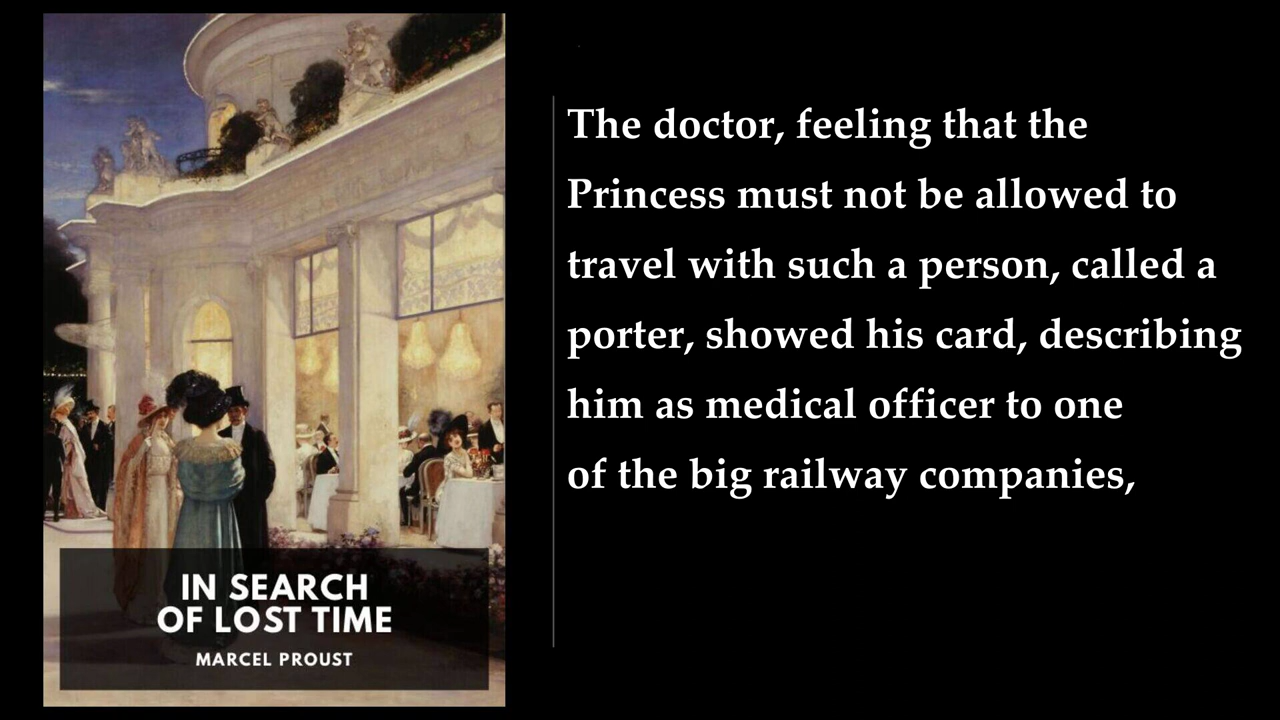 IN SEARCH
OF LOST TIME
MARCEL PROUST
The doctor, feeling that the
Princess must not be allowed to
travel with such a person, called a
porter, showed his card, describing
him as medical officer to one
of the big railway companies,